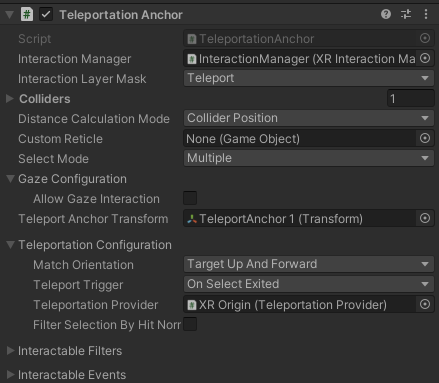 Teleportation Anchor
Script TeleportationAnchor
Interaction Manager InteractionManager (XR Interaction Ma
Interaction Layer Mask Teleport
Colliders 1
Distance Calculation Mode Collider Position
Custom Reticle None (Game Object)
Select Mode Multiple
Gaze Configuration
Allow Gaze Interaction
Teleport Anchor Transform TeleportAnchor 1 (Transform)
Teleportation Configuration
Match Orientation Target Up And Forward
Teleport Trigger On Select Exited
Teleportation Provider XR Origin (Teleportation Provider)
Filter Selection By Hit Norr
Interactable Filters
Interactable Events